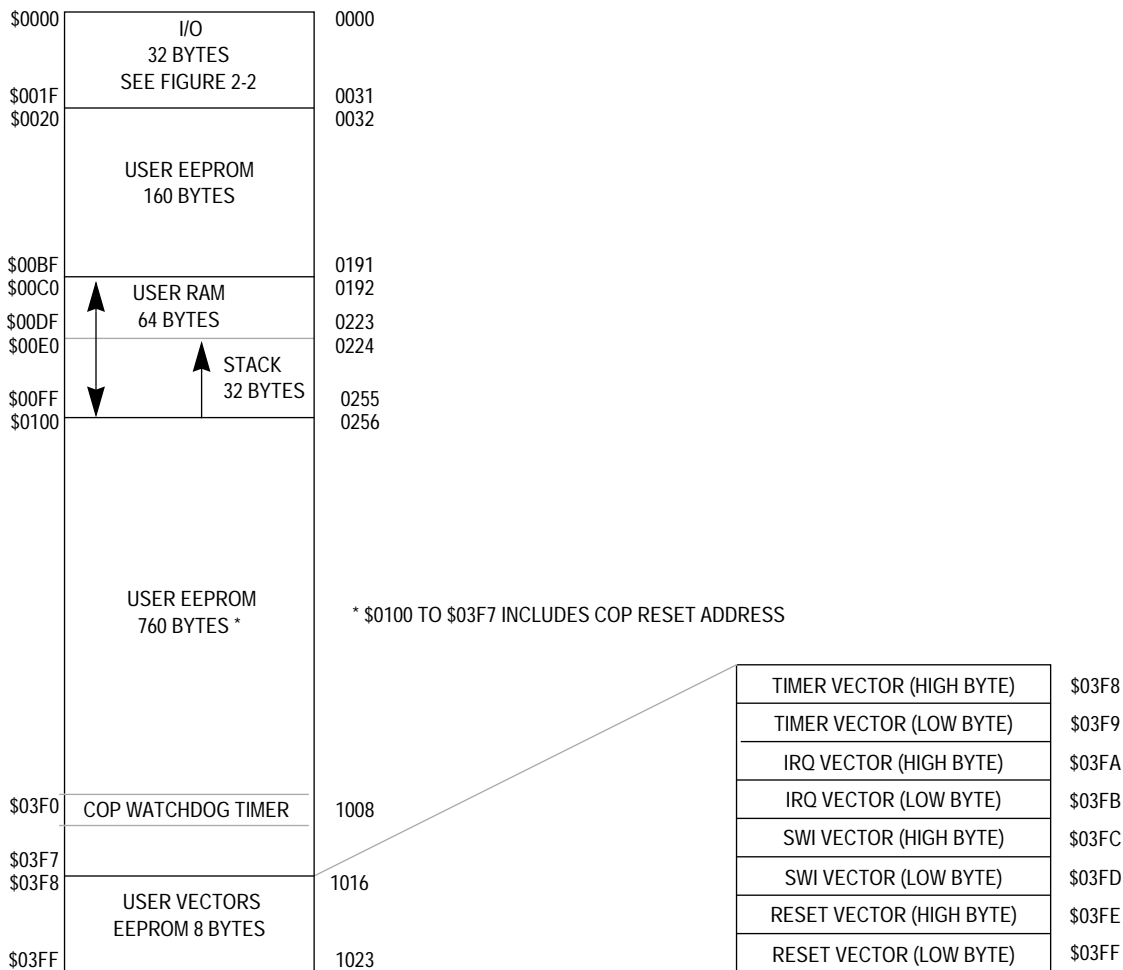 $0000
I/O
0000
32 BYTES
SEE FIGURE 2-2
$001F
0031
$0020
0032
USER EEPROM
160 BYTES
$00BF
0191
$00C0
USER RAM
0192
$00DF
64 BYTES
0223
$00E0
0224
STACK
32 BYTES
$00FF
0255
$0100
0256
USER EEPROM
760 BYTES *
* $0100 TO $03F7 INCLUDES COP RESET ADDRESS
$03F0
COP WATCHDOG TIMER
1008
$03F7
$03F8
1016
USER VECTORS
EEPROM 8 BYTES
$03FF
1023
TIMER VECTOR (HIGH BYTE)
$03F8
TIMER VECTOR (LOW BYTE)
$03F9
IRQ VECTOR (HIGH BYTE)
$03FA
IRQ VECTOR (LOW BYTE)
$03FB
SWI VECTOR (HIGH BYTE)
$03FC
SWI VECTOR (LOW BYTE)
$03FD
RESET VECTOR (HIGH BYTE)
$03FE
RESET VECTOR (LOW BYTE)
$03FF